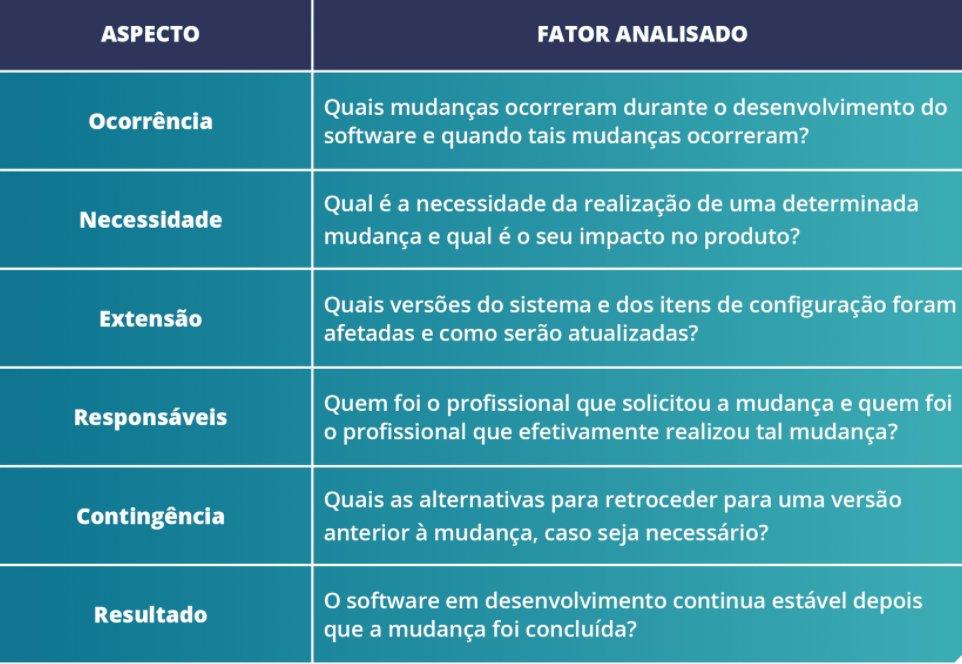 ASPECTO
FATOR ANALISADO
Ocorrência
Quais mudanças ocorreram durante o desenvolvimento do
software e quando tais mudanças ocorreram?
Necessidade
Qual é a necessidade da realização de uma determinada
mudança e qual é o seu impacto no produto?
Extensão
Quais versões do sistema e dos itens de configuração foram
afetadas e como serão atualizadas?
Responsáveis
Quem foi o profissional que solicitou a mudança e quem foi
o profissional que efetivamente realizou tal mudança?
Contingência
Quais as alternativas para retroceder para uma versão
anterior à mudança, caso seja necessário?
Resultado
O software em desenvolvimento continua estável depois
que a mudança foi concluída?